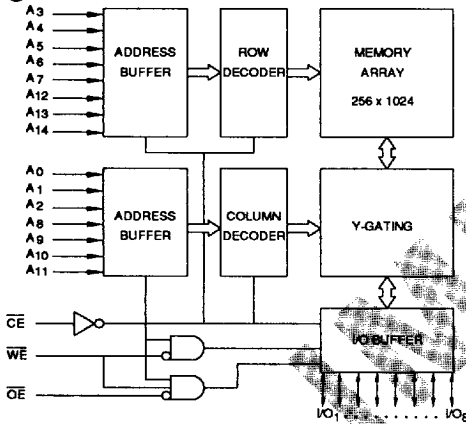 A3
A4
A5
A6
A7
A12
A13
A14
ADDRESS
BUFFER
ROW
DECODER
MEMORY
ARRAY
256 x 1024
A0
A1
A2
A8
A9
A10
A11
ADDRESS
BUFFER
COLUMN
DECODER
Y-GATING
CE
WE
OE
I/O BUFFER
I/O1 . . . . . . . . . . . I/O8